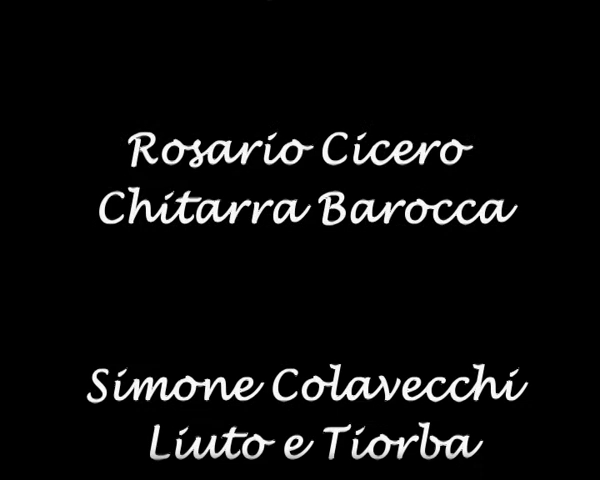 Rosario Cicero
Chitarra Barocca
Simone Colavecchi
Liuto e Tiorba